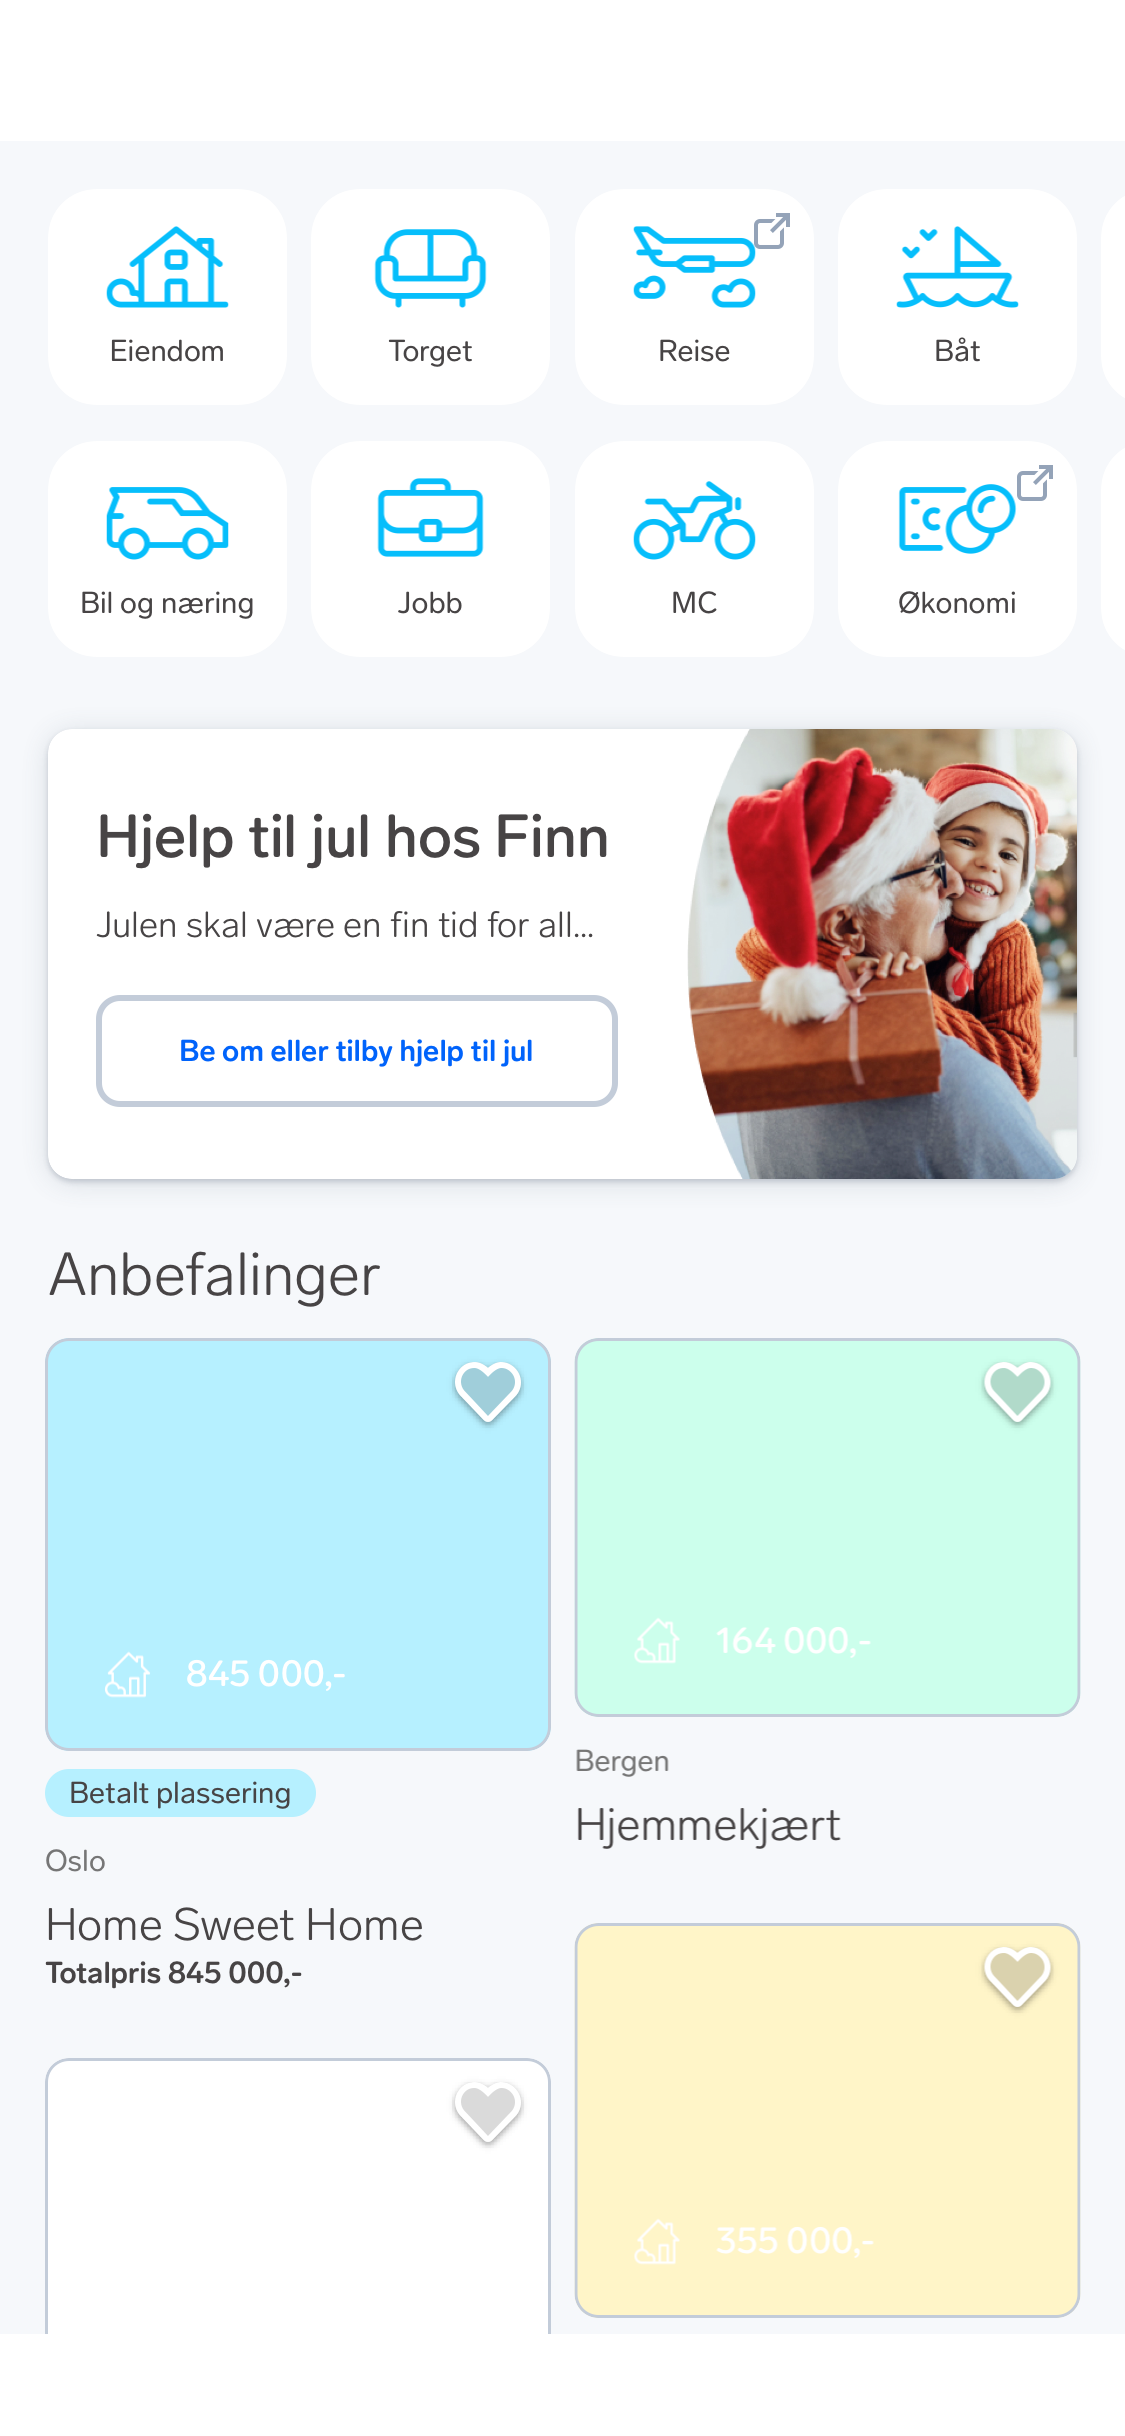 Eiendom
Torget
Reise
Båt
Bil og næring
Jobb
MC
Økonomi
Hjelp til jul hos Finn
Julen skal være en fin tid for all...
Be om eller tilby hjelp til jul
Anbefalinger
845 000,-
Betalt plassering
Oslo
Home Sweet Home
Totalpris 845 000,-
164 000,-
Bergen
Hjemmekjært
355 000,-